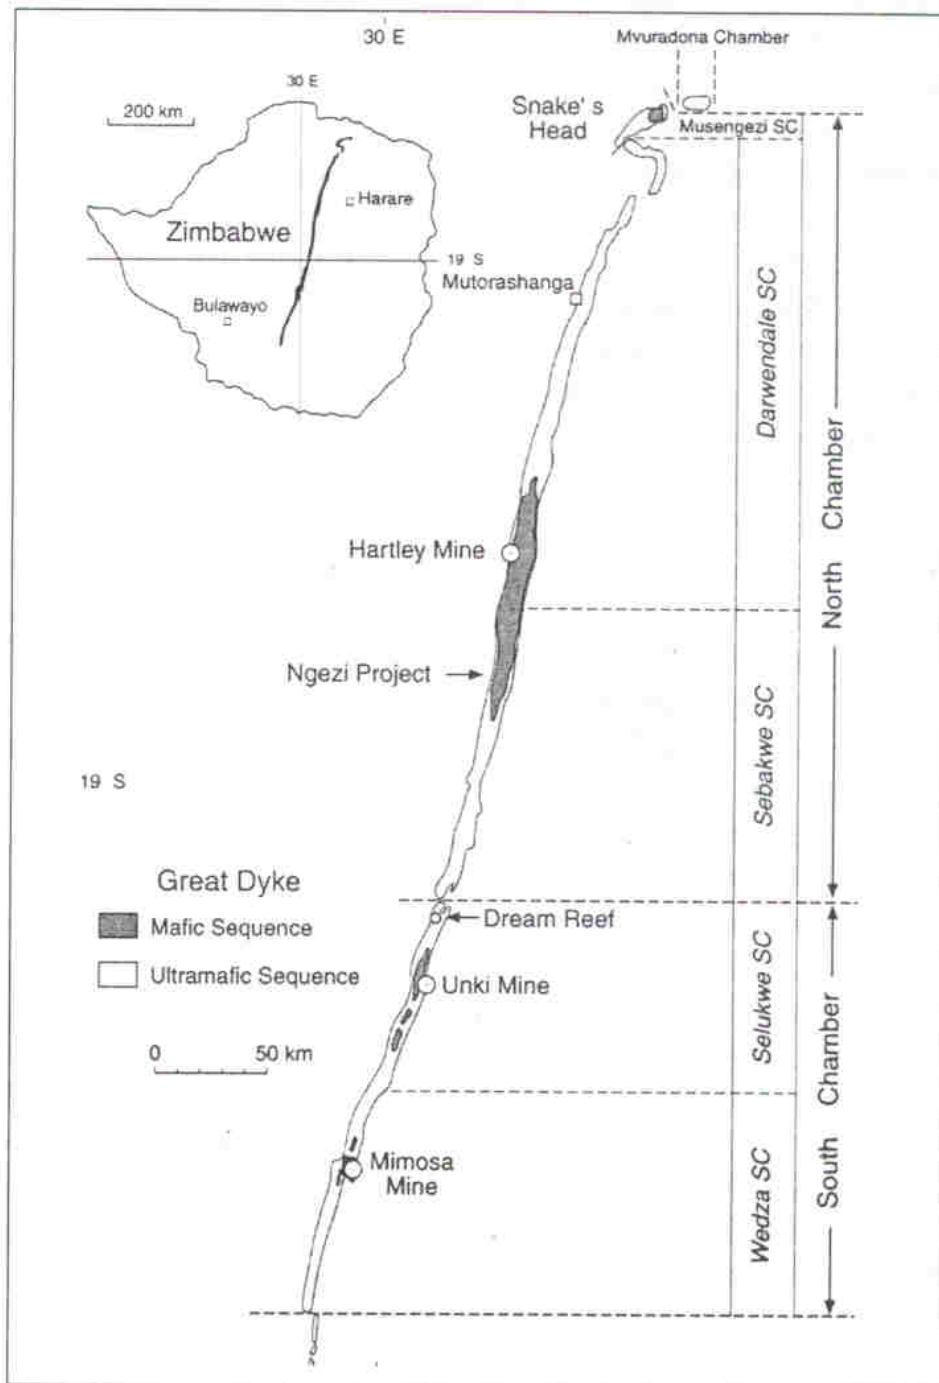 30 E
Mvuradona Chamber
30 E
200 km
Snake' s
Head
Musengezi SC
Harare
Zimbabwe
19 S
Mutorashanga
Bulawayo
Darwendale SC
North Chamber
Hartley Mine
Ngezi Project
Sebakwe SC
19 S
Great Dyke
Mafic Sequence
Ultramafic Sequence
Dream Reef
Unki Mine
Selukwe SC
South Chamber
0 50 km
Mimosa
Mine
Wedza SC